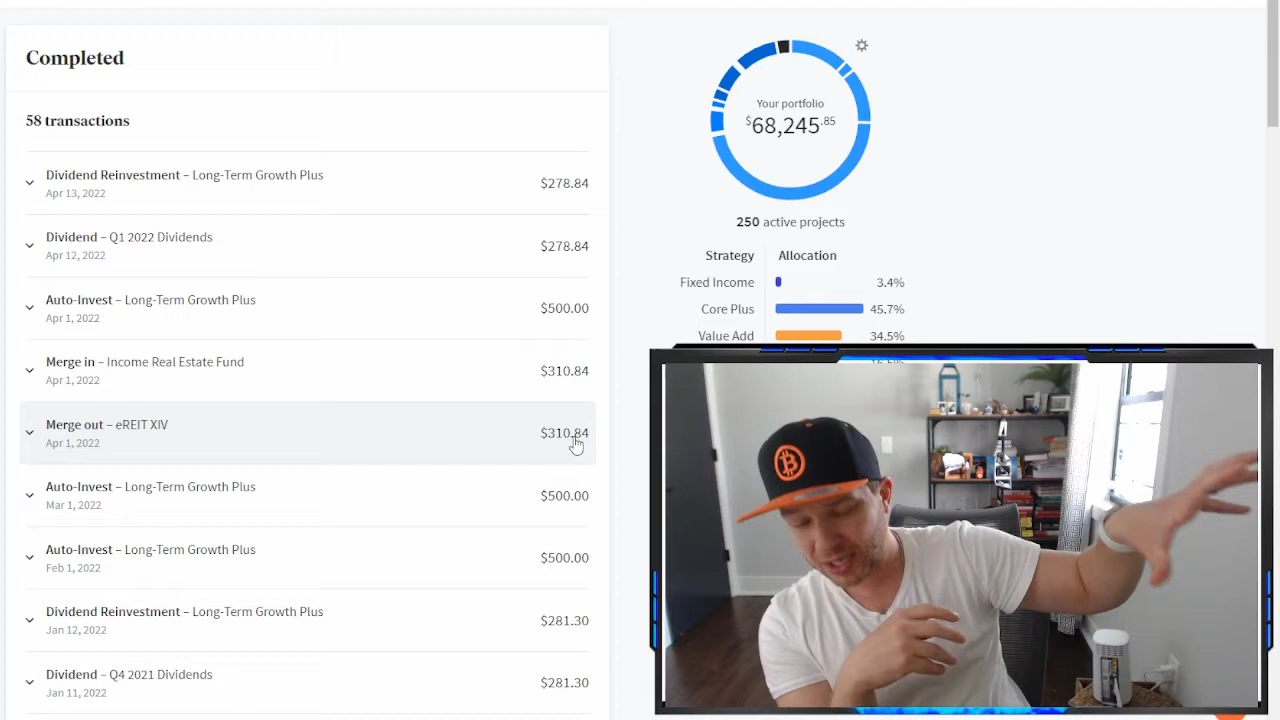 Completed
58 transactions
Dividend Reinvestment – Long-Term Growth Plus
Apr 13, 2022
$278.84
Dividend – Q1 2022 Dividends
Apr 12, 2022
$278.84
Auto-Invest – Long-Term Growth Plus
Apr 1, 2022
$500.00
Merge in – Income Real Estate Fund
Apr 1, 2022
$310.84
Merge out – eREIT XIV
Apr 1, 2022
$310.84
Auto-Invest – Long-Term Growth Plus
Mar 1, 2022
$500.00
Auto-Invest – Long-Term Growth Plus
Feb 1, 2022
$500.00
Dividend Reinvestment – Long-Term Growth Plus
Jan 12, 2022
$281.30
Dividend – Q4 2021 Dividends
Jan 11, 2022
$281.30
Your portfolio
$68,245.85
250 active projects
Strategy Allocation
Fixed Income 3.4%
Core Plus 45.7%
Value Add 34.5%